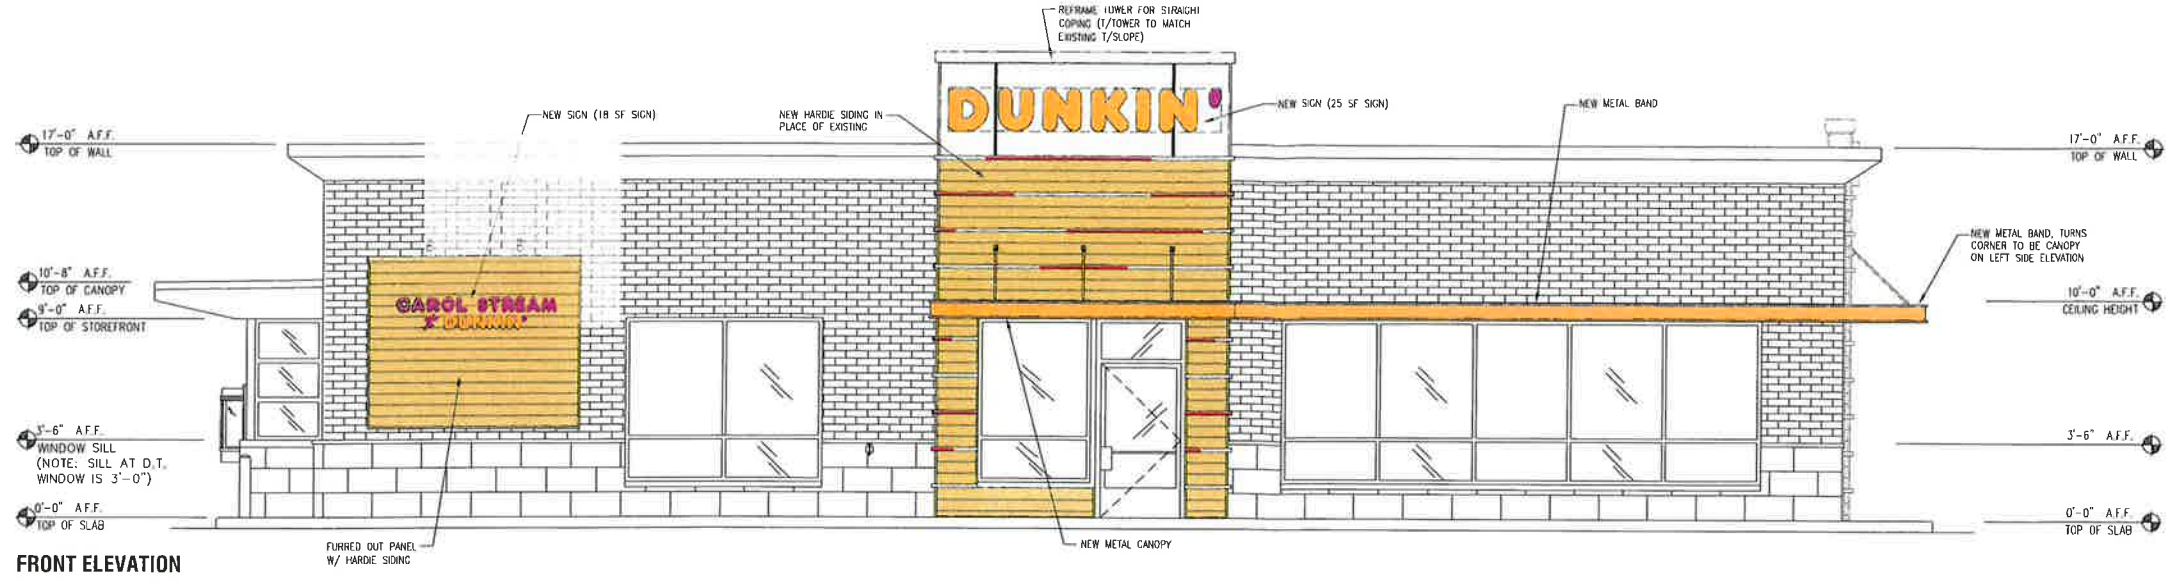 REFRAME TOWER FOR STRAIGHT
COPING (T/TOWER TO MATCH
EXISTING T/SLOPE)
DUNKIN'
NEW SIGN (18 SF SIGN)
NEW HARDIE SIDING IN
PLACE OF EXISTING
NEW SIGN (25 SF SIGN)
NEW METAL BAND
17'-0" A.F.F.
TOP OF WALL
17'-0" A.F.F.
TOP OF WALL
NEW METAL BAND, TURNS
CORNER TO BE CANOPY
ON LEFT SIDE ELEVATION
10'-8" A.F.F.
TOP OF CANOPY
9'-0" A.F.F.
TOP OF STOREFRONT
CAROL STREAM
DUNKIN'
10'-0" A.F.F.
CEILING HEIGHT
3'-6" A.F.F.
WINDOW SILL
(NOTE: SILL AT D.T.
WINDOW IS 3'-0")
3'-6" A.F.F.
0'-0" A.F.F.
TOP OF SLAB
0'-0" A.F.F.
TOP OF SLAB
FURRED OUT PANEL
W/ HARDIE SIDING
NEW METAL CANOPY
FRONT ELEVATION